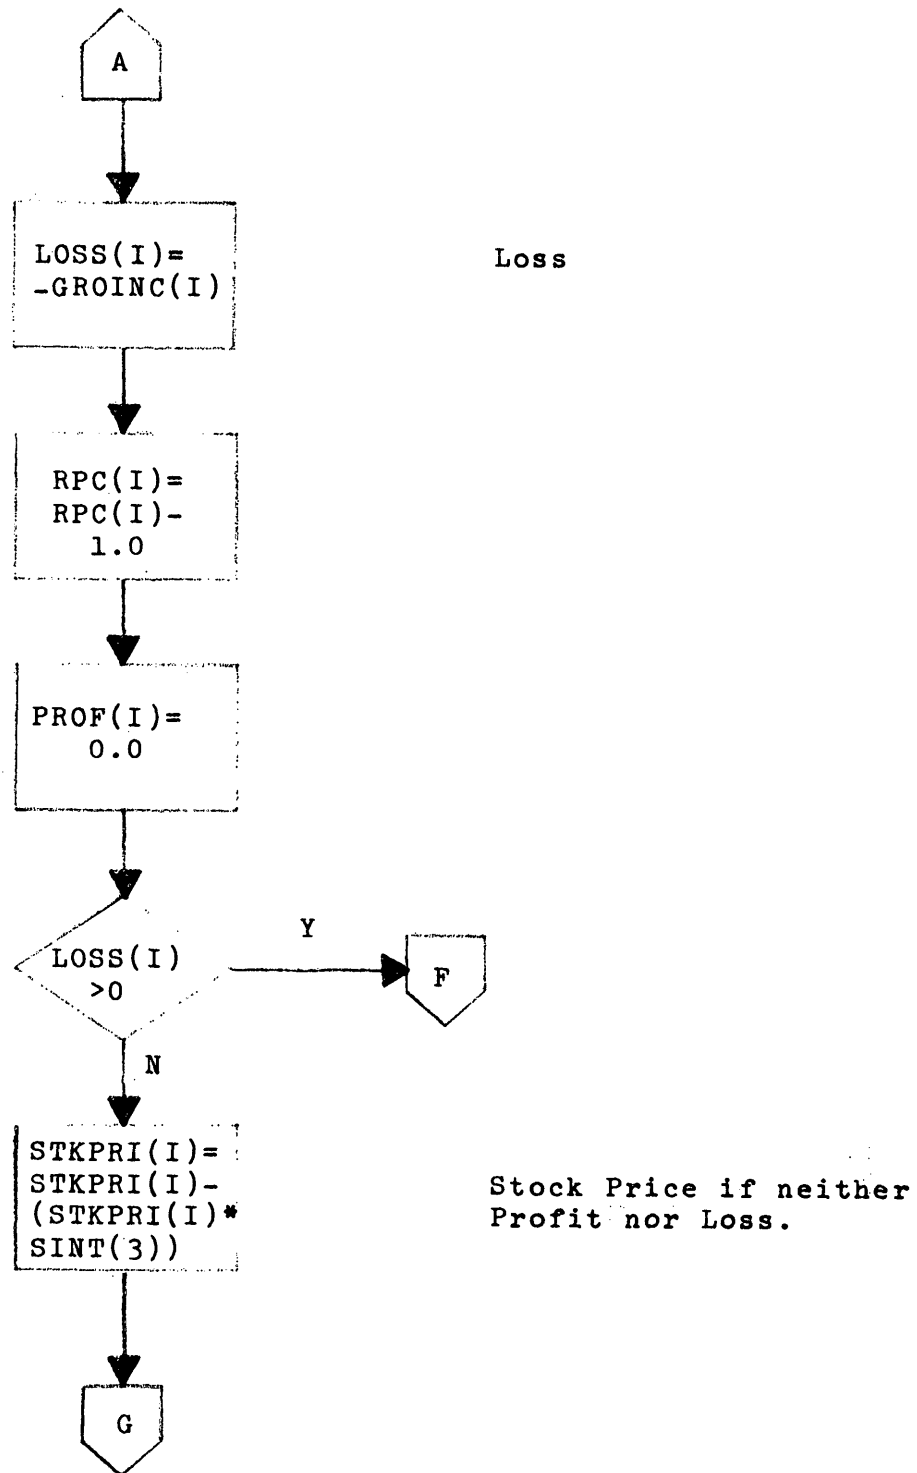 A
LOSS(I)=
-GROINC(I)
Loss
RPC(I)=
RPC(I)-
1.0
PROF(I)=
0.0
LOSS(I)
>0
Y
F
N
STKPRI(I)=
STKPRI(I)-
(STKPRI(I)*
SINT(3))
Stock Price if neither
Profit nor Loss.
G